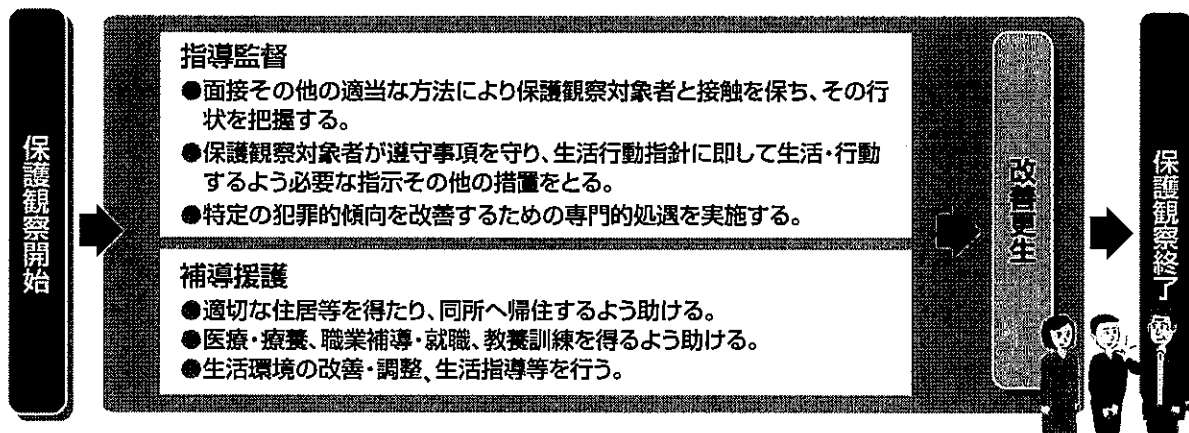 保護観察開始
指導監督
●面接その他の適当な方法により保護観察対象者と接触を保ち、その行
状を把握する。
●保護観察対象者が遵守事項を守り、生活行動指針に即して生活・行動
するよう必要な指示その他の措置をとる。
●特定の犯罪的傾向を改善するための専門的処遇を実施する。
補導援護
●適切な住居等を得たり、同所へ帰住するよう助ける。
●医療・療養、職業補導・就職、教養訓練を得るよう助ける。
●生活環境の改善・調整、生活指導等を行う。
改善更生
保護観察終了